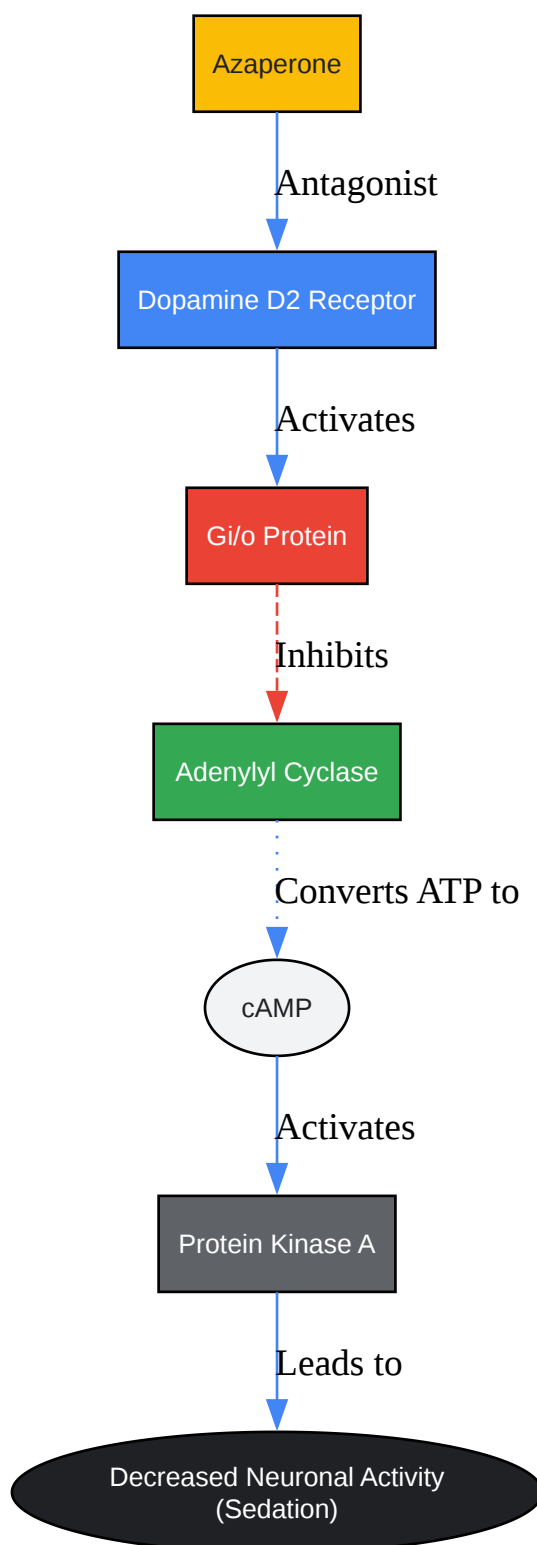 Azaperone
Antagonist
Dopamine D2 Receptor
Activates
Gi/o Protein
Inhibits
Adenylyl Cyclase
Converts ATP to
cAMP
Activates
Protein Kinase A
Leads to
Decreased Neuronal Activity
(Sedation)